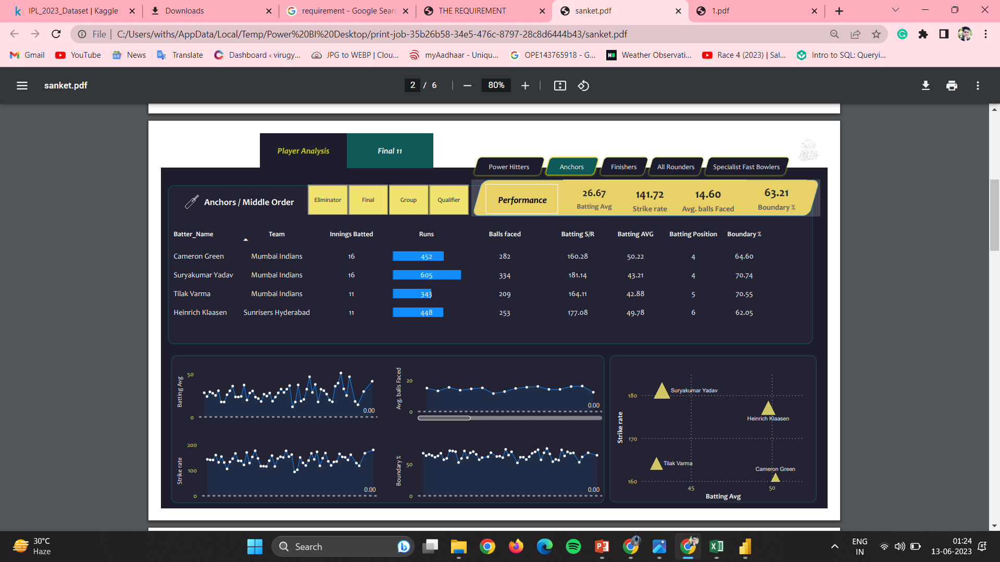 IPL_2023_Dataset | Kaggle
Downloads
requirement - Google Searc
THE REQUIREMENT
sanket.pdf
1.pdf
File | C:/Users/withs/AppData/Local/Temp/Power%20BI%20Desktop/print-job-35b26b58-34e5-476c-8797-28c8d6444b43/sanket.pdf
Gmail
YouTube
News
Translate
Dashboard ‹ virugy...
JPG to WEBP | Clou...
myAadhaar - Uniqu...
OPE143765918 - G...
Weather Observati...
Race 4 (2023) | Sal...
Intro to SQL: Queryi...
sanket.pdf
2 / 6
80%
Player Analysis
Final 11
Power Hitters
Anchors
Finishers
All Rounders
Specialist Fast Bowlers
Anchors / Middle Order
Eliminator
Final
Group
Qualifier
Performance
26.67
Batting Avg
141.72
Strike rate
14.60
Avg. balls Faced
63.21
Boundary %
Batter_Name Team Innings Batted Runs Balls faced Batting S/R Batting AVG Batting Position Boundary %
Cameron Green Mumbai Indians 16 452 282 160.28 50.22 4 64.60
Suryakumar Yadav Mumbai Indians 16 605 334 181.14 43.21 4 70.74
Tilak Varma Mumbai Indians 11 343 209 164.11 42.88 5 70.55
Heinrich Klaasen Sunrisers Hyderabad 11 448 253 177.08 49.78 6 62.05
Batting Avg
50
0
0.00
Avg. balls Faced
20
0
0.00
Strike rate
200
100
0
0.00
Boundary %
50
0
0.00
Strike rate
180
170
160
Suryakumar Yadav
Heinrich Klaasen
Tilak Varma
Cameron Green
45
50
Batting Avg
30°C
Haze
Search
ENG
IN
01:24
13-06-2023